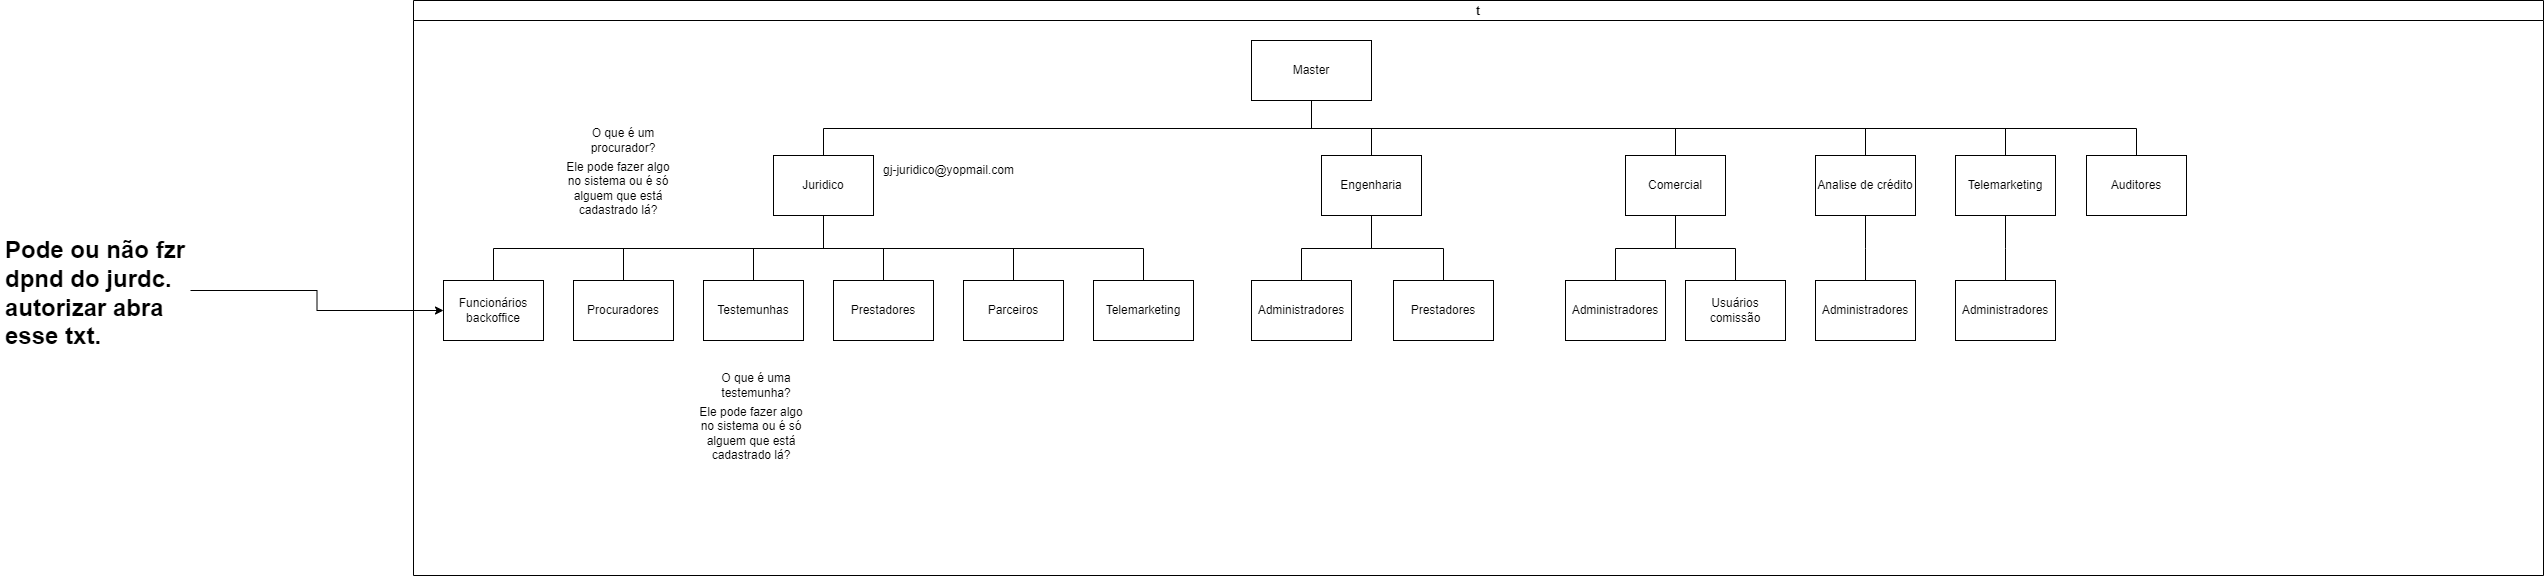 t
Master
O que é um
procurador?
Ele pode fazer algo
no sistema ou é só
alguem que está
cadastrado lá?
Juridico
gj-juridico@yopmail.com
Engenharia
Comercial
Analise de crédito
Telemarketing
Auditores
Pode ou não fzr
dpnd do jurdc.
autorizar abra
esse txt.
Funcionários
backoffice
Procuradores
Testemunhas
Prestadores
Parceiros
Telemarketing
Administradores
Prestadores
Administradores
Usuários
comissão
Administradores
Administradores
O que é uma
testemunha?
Ele pode fazer algo
no sistema ou é só
alguem que está
cadastrado lá?